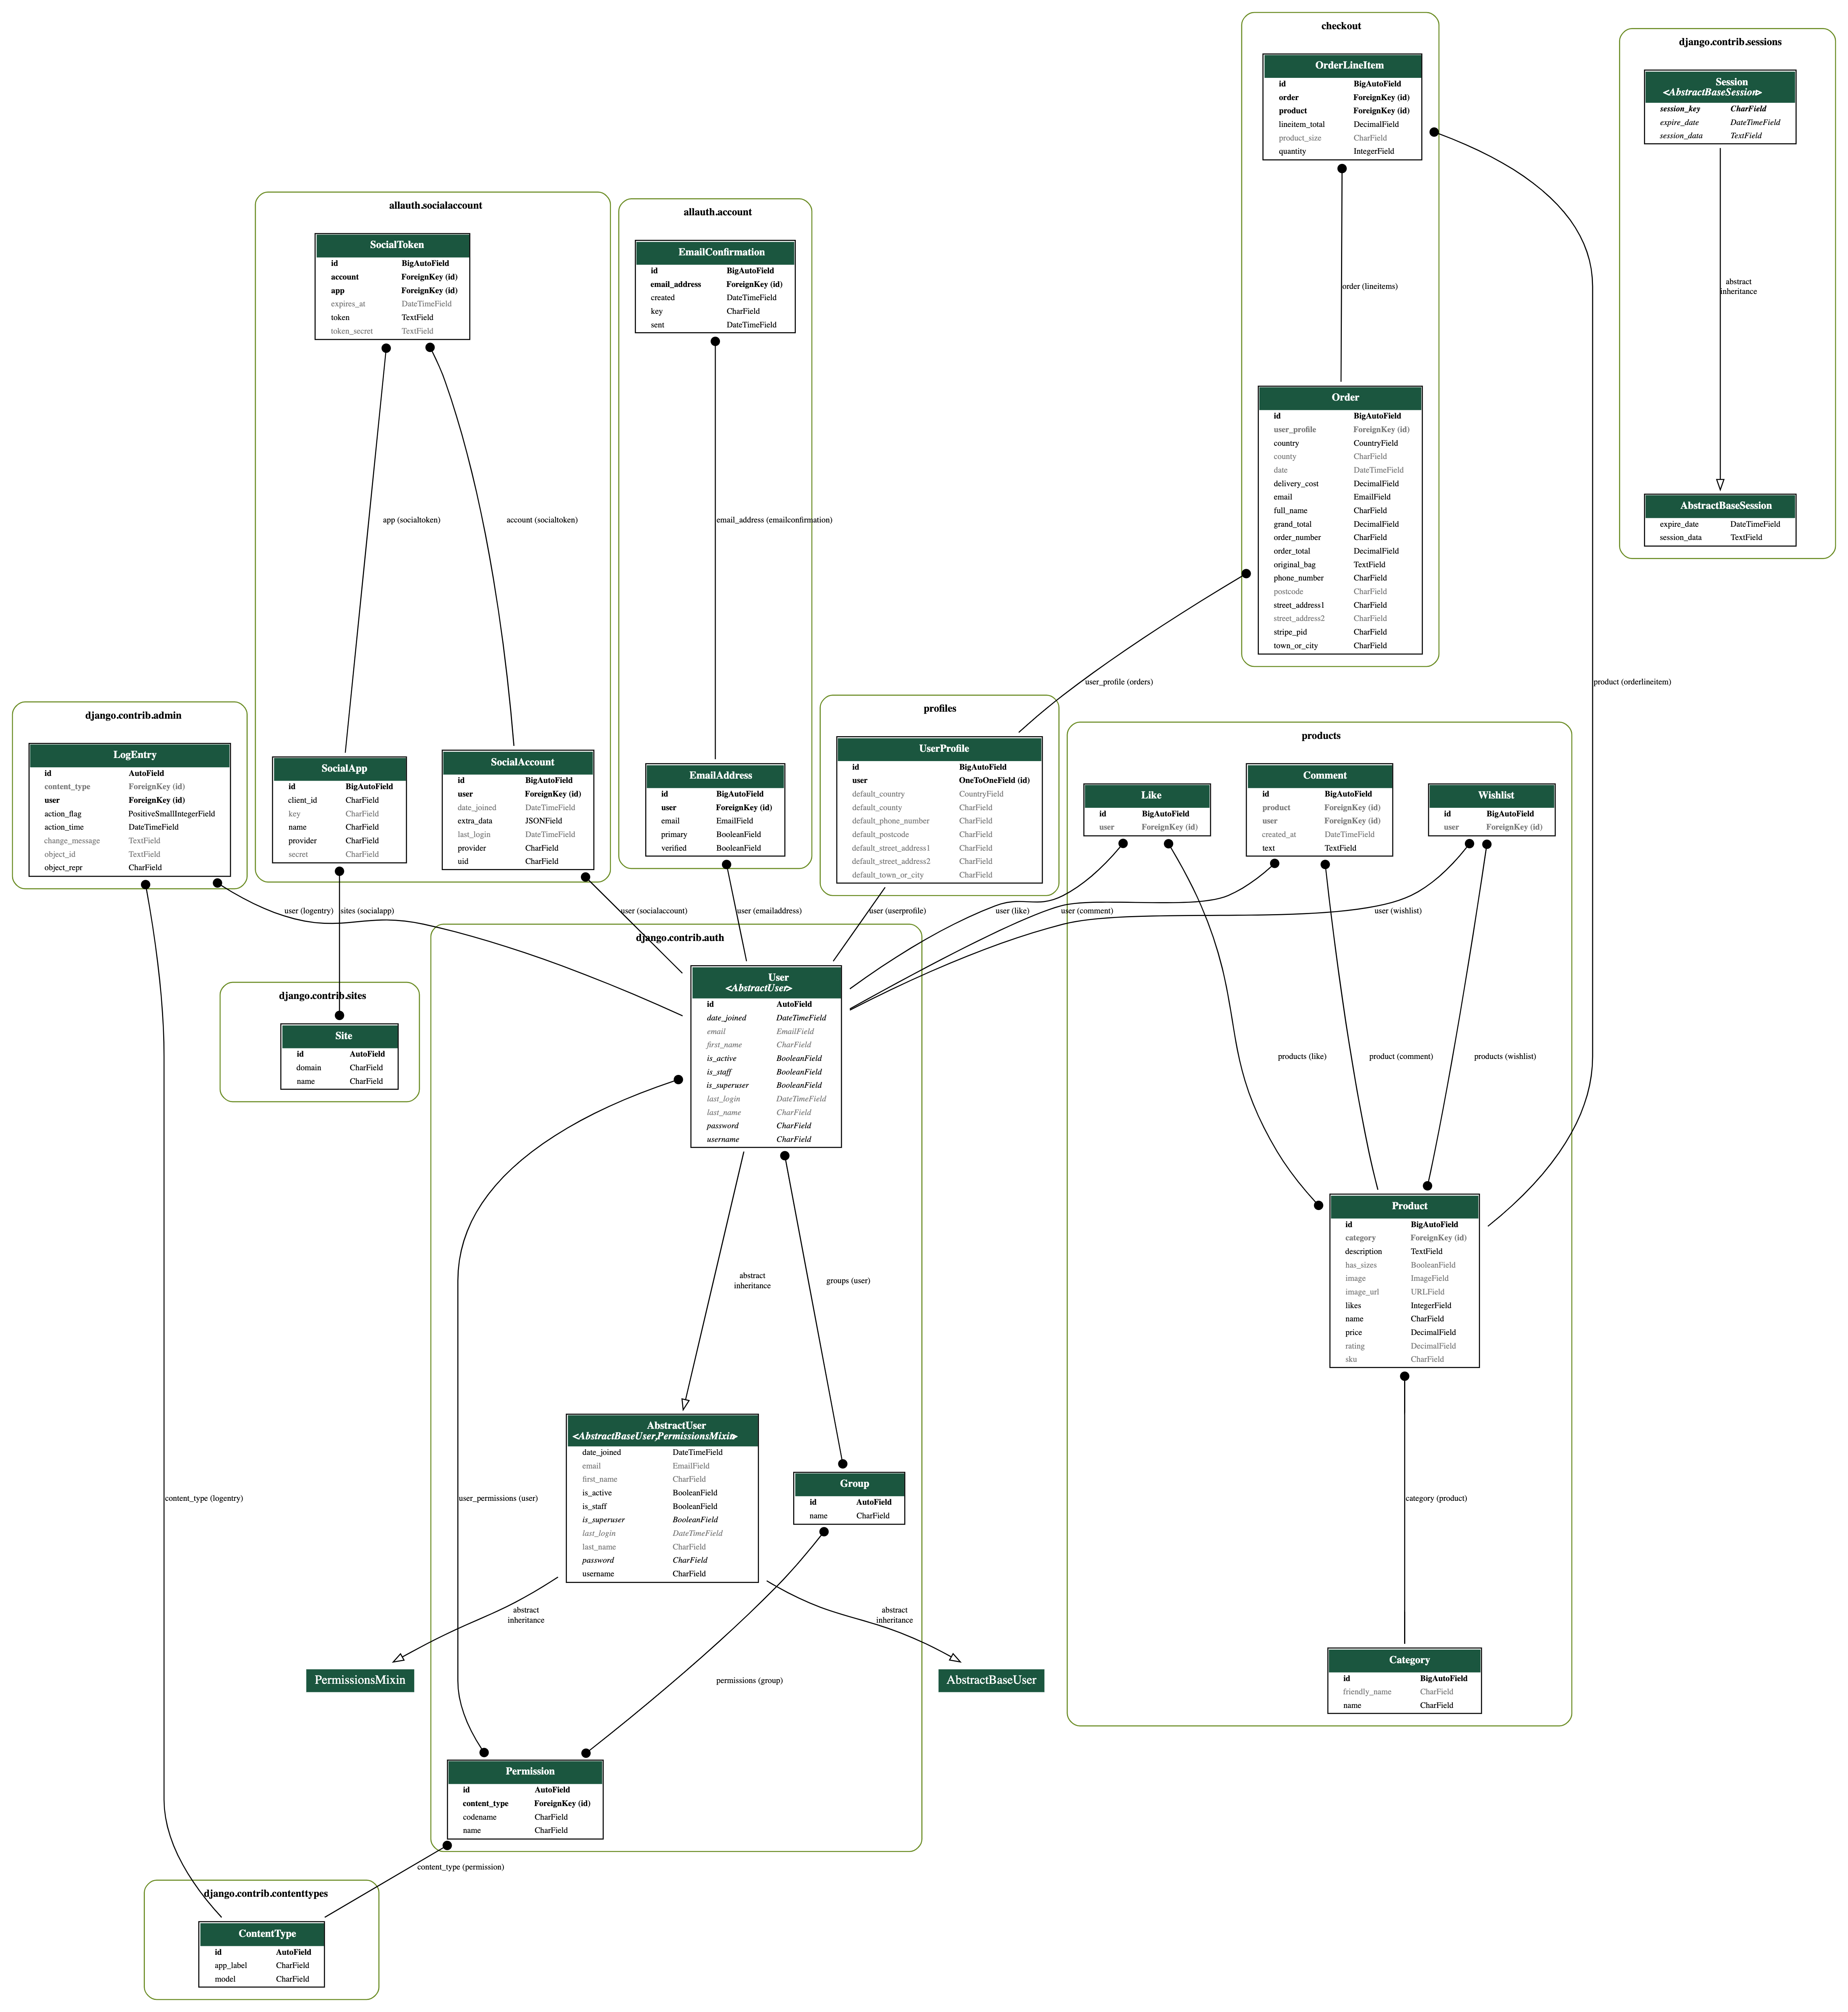 checkout
OrderLineItem
id BigAutoField
order ForeignKey (id)
product ForeignKey (id)
lineitem_total DecimalField
product_size CharField
quantity IntegerField
django.contrib.sessions
Session
<AbstractBaseSession>
session_key CharField
expire_date DateTimeField
session_data TextField
allauth.socialaccount
SocialToken
id BigAutoField
account ForeignKey (id)
app ForeignKey (id)
expires_at DateTimeField
token TextField
token_secret TextField
allauth.account
EmailConfirmation
id BigAutoField
email_address ForeignKey (id)
created DateTimeField
key CharField
sent DateTimeField
order (lineitems)
abstract
inheritance
Order
id BigAutoField
user_profile ForeignKey (id)
country CountryField
county CharField
date DateTimeField
delivery_cost DecimalField
email EmailField
full_name CharField
grand_total DecimalField
order_number CharField
order_total DecimalField
original_bag TextField
phone_number CharField
postcode CharField
street_address1 CharField
street_address2 CharField
stripe_pid CharField
town_or_city CharField
AbstractBaseSession
expire_date DateTimeField
session_data TextField
app (socialtoken)
account (socialtoken)
email_address (emailconfirmation)
user_profile (orders)
product (orderlineitem)
django.contrib.admin
LogEntry
id AutoField
content_type ForeignKey (id)
user ForeignKey (id)
action_flag PositiveSmallIntegerField
action_time DateTimeField
change_message TextField
object_id TextField
object_repr CharField
SocialApp
id BigAutoField
client_id CharField
key CharField
name CharField
provider CharField
secret CharField
SocialAccount
id BigAutoField
user ForeignKey (id)
date_joined DateTimeField
extra_data JSONField
last_login DateTimeField
provider CharField
uid CharField
EmailAddress
id BigAutoField
user ForeignKey (id)
email EmailField
primary BooleanField
verified BooleanField
profiles
UserProfile
id BigAutoField
user OneToOneField (id)
default_country CountryField
default_county CharField
default_phone_number CharField
default_postcode CharField
default_street_address1 CharField
default_street_address2 CharField
default_town_or_city CharField
products
Like
id BigAutoField
user ForeignKey (id)
Comment
id BigAutoField
product ForeignKey (id)
user ForeignKey (id)
created_at DateTimeField
text TextField
Wishlist
id BigAutoField
user ForeignKey (id)
user (logentry)
sites (socialapp)
user (socialaccount)
user (emailaddress)
user (userprofile)
user (like)
user (comment)
user (wishlist)
django.contrib.auth
User
<AbstractUser>
id AutoField
date_joined DateTimeField
email EmailField
first_name CharField
is_active BooleanField
is_staff BooleanField
is_superuser BooleanField
last_login DateTimeField
last_name CharField
password CharField
username CharField
django.contrib.sites
Site
id AutoField
domain CharField
name CharField
products (like)
product (comment)
products (wishlist)
Product
id BigAutoField
category ForeignKey (id)
description TextField
has_sizes BooleanField
image ImageField
image_url URLField
likes IntegerField
name CharField
price DecimalField
rating DecimalField
sku CharField
abstract
inheritance
groups (user)
AbstractUser
<AbstractBaseUser,PermissionsMixin>
date_joined DateTimeField
email EmailField
first_name CharField
is_active BooleanField
is_staff BooleanField
is_superuser BooleanField
last_login DateTimeField
last_name CharField
password CharField
username CharField
Group
id AutoField
name CharField
content_type (logentry)
user_permissions (user)
category (product)
abstract
inheritance
abstract
inheritance
PermissionsMixin
permissions (group)
AbstractBaseUser
Category
id BigAutoField
friendly_name CharField
name CharField
Permission
id AutoField
content_type ForeignKey (id)
codename CharField
name CharField
content_type (permission)
django.contrib.contenttypes
ContentType
id AutoField
app_label CharField
model CharField